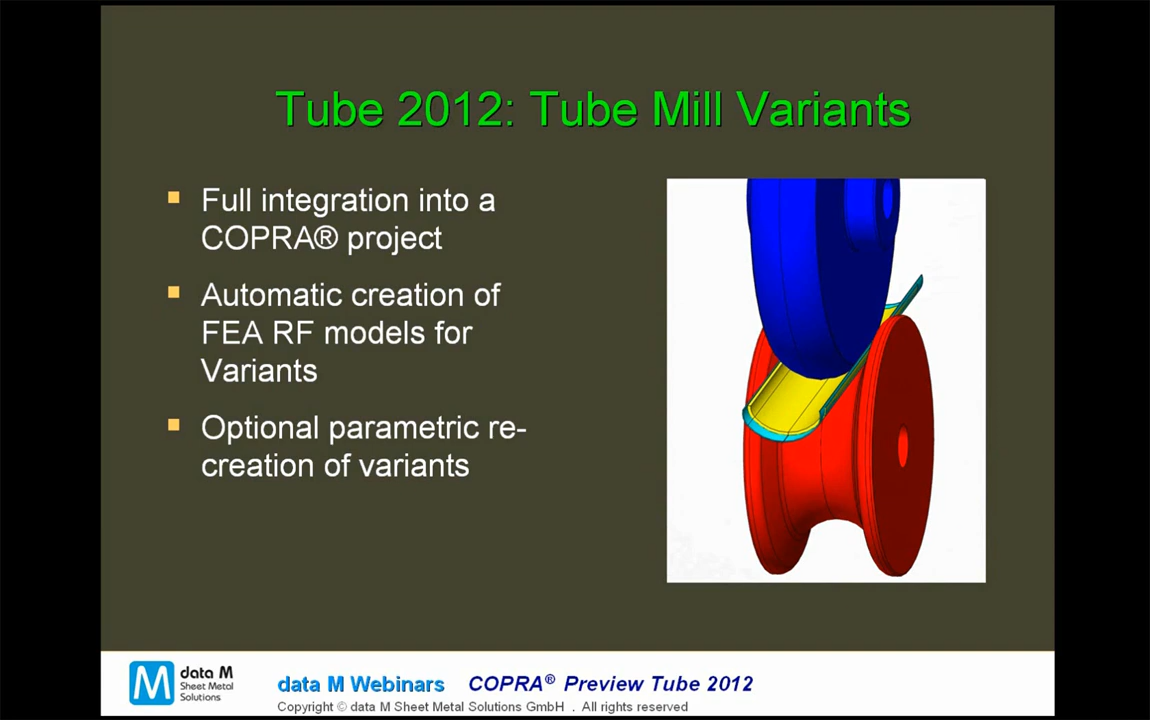 Tube 2012: Tube Mill Variants
Full integration into a
COPRA® project
Automatic creation of
FEA RF models for
Variants
Optional parametric re-
creation of variants
M
data M
Sheet Metal
Solutions
data M Webinars COPRA® Preview Tube 2012
Copyright © data M Sheet Metal Solutions GmbH . All rights reserved